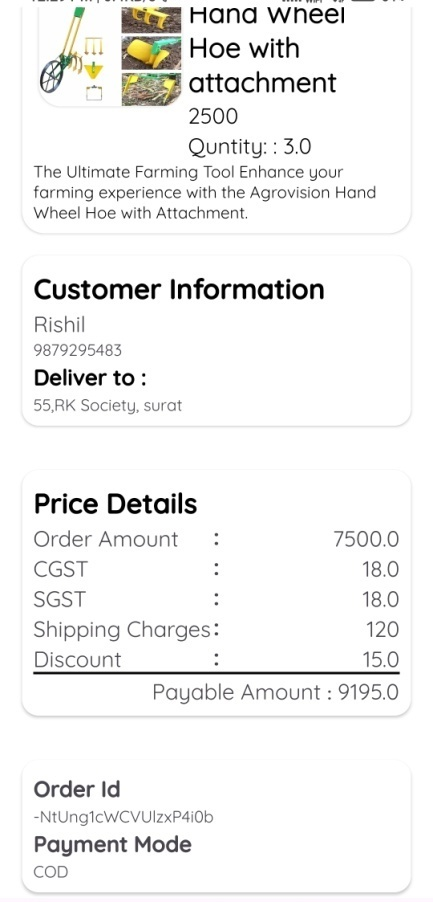 Hand Wheel
Hoe with
attachment
2500
Quntity: : 3.0
The Ultimate Farming Tool Enhance your
farming experience with the Agrovision Hand
Wheel Hoe with Attachment.
Customer Information
Rishil
9879295483
Deliver to :
55,RK Society, surat
Price Details
Order Amount : 7500.0
CGST : 18.0
SGST : 18.0
Shipping Charges: 120
Discount : 15.0
Payable Amount : 9195.0
Order Id
-NtUng1cWCVUlzxP4i0b
Payment Mode
COD